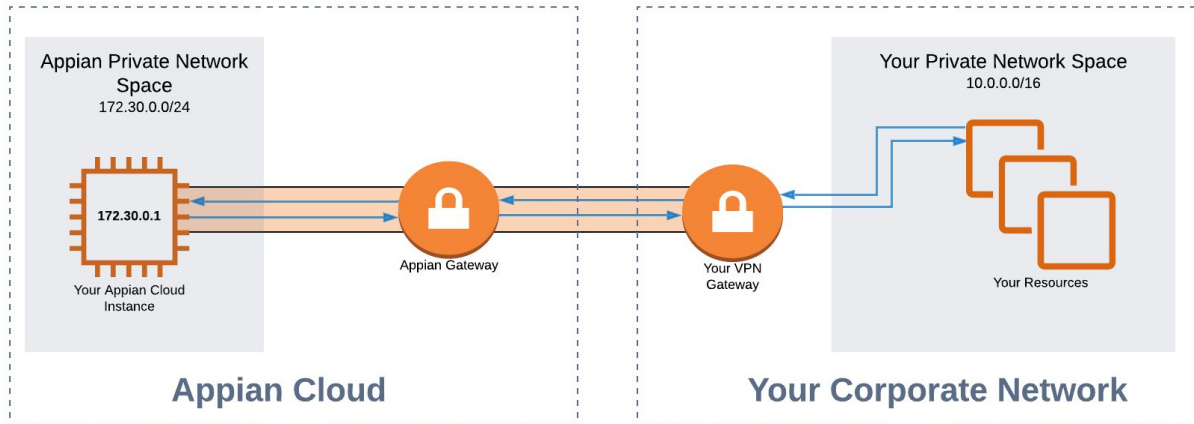 Appian Private Network
Space
172.30.0.0/24
172.30.0.1
Your Appian Cloud
Instance
Appian Gateway
Appian Cloud
Your VPN
Gateway
Your Private Network Space
10.0.0.0/16
Your Resources
Your Corporate Network